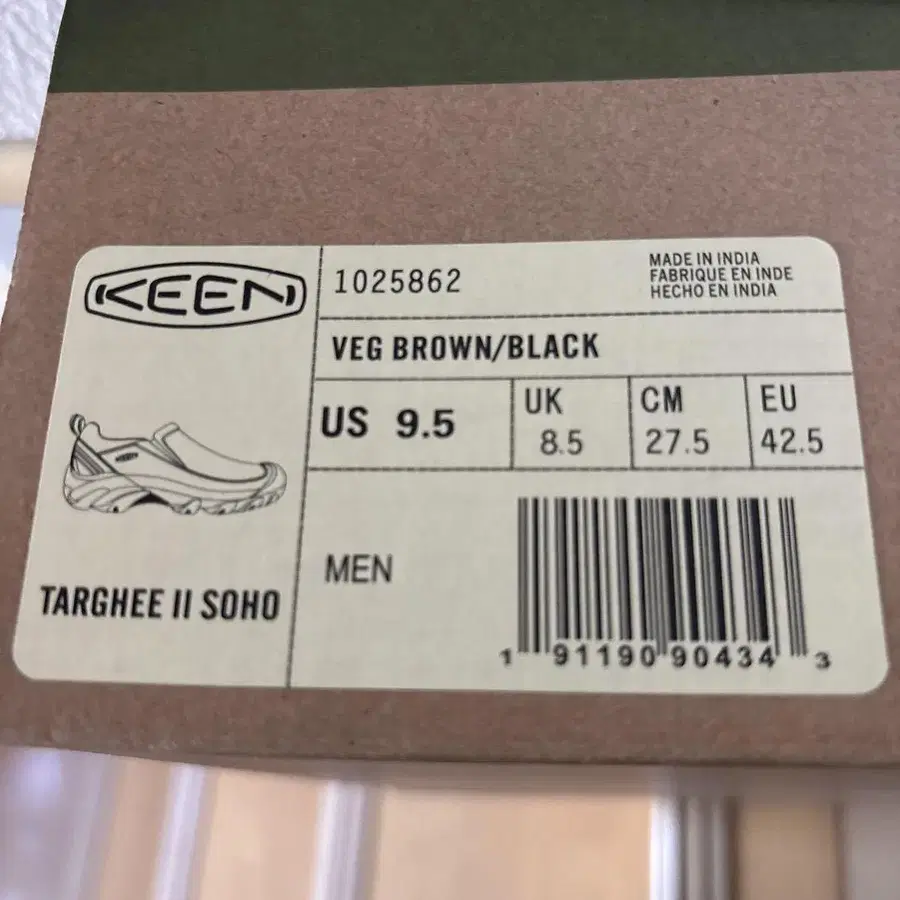 KEEN
1025862
MADE IN INDIA
FABRIQUE EN INDE
HECHO EN INDIA
VEG BROWN/BLACK
US 9.5
UK 8.5
CM 27.5
EU 42.5
KEEN
TARGHEE II SOHO
MEN
1 91190 90434 3